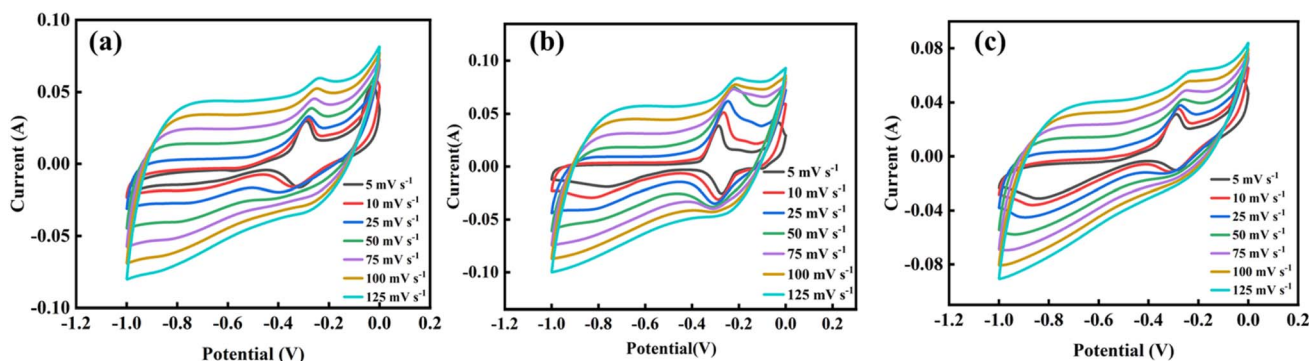 (a)
Current (A)
0.10
0.05
0.00
-0.05
-0.10
-1.2 -1.0 -0.8 -0.6 -0.4 -0.2 0.0 0.2
Potential (V)
5 mV s⁻¹
10 mV s⁻¹
25 mV s⁻¹
50 mV s⁻¹
75 mV s⁻¹
100 mV s⁻¹
125 mV s⁻¹
(b)
Current(A)
0.10
0.05
0.00
-0.05
-0.10
-1.2 -1.0 -0.8 -0.6 -0.4 -0.2 0.0 0.2
Potential(V)
5 mV s⁻¹
10 mV s⁻¹
25 mV s⁻¹
50 mV s⁻¹
75 mV s⁻¹
100 mV s⁻¹
125 mV s⁻¹
(c)
Current (A)
0.08
0.04
0.00
-0.04
-0.08
-1.2 -1.0 -0.8 -0.6 -0.4 -0.2 0.0 0.2
Potential (V)
5 mV s⁻¹
10 mV s⁻¹
25 mV s⁻¹
50 mV s⁻¹
75 mV s⁻¹
100 mV s⁻¹
125 mV s⁻¹